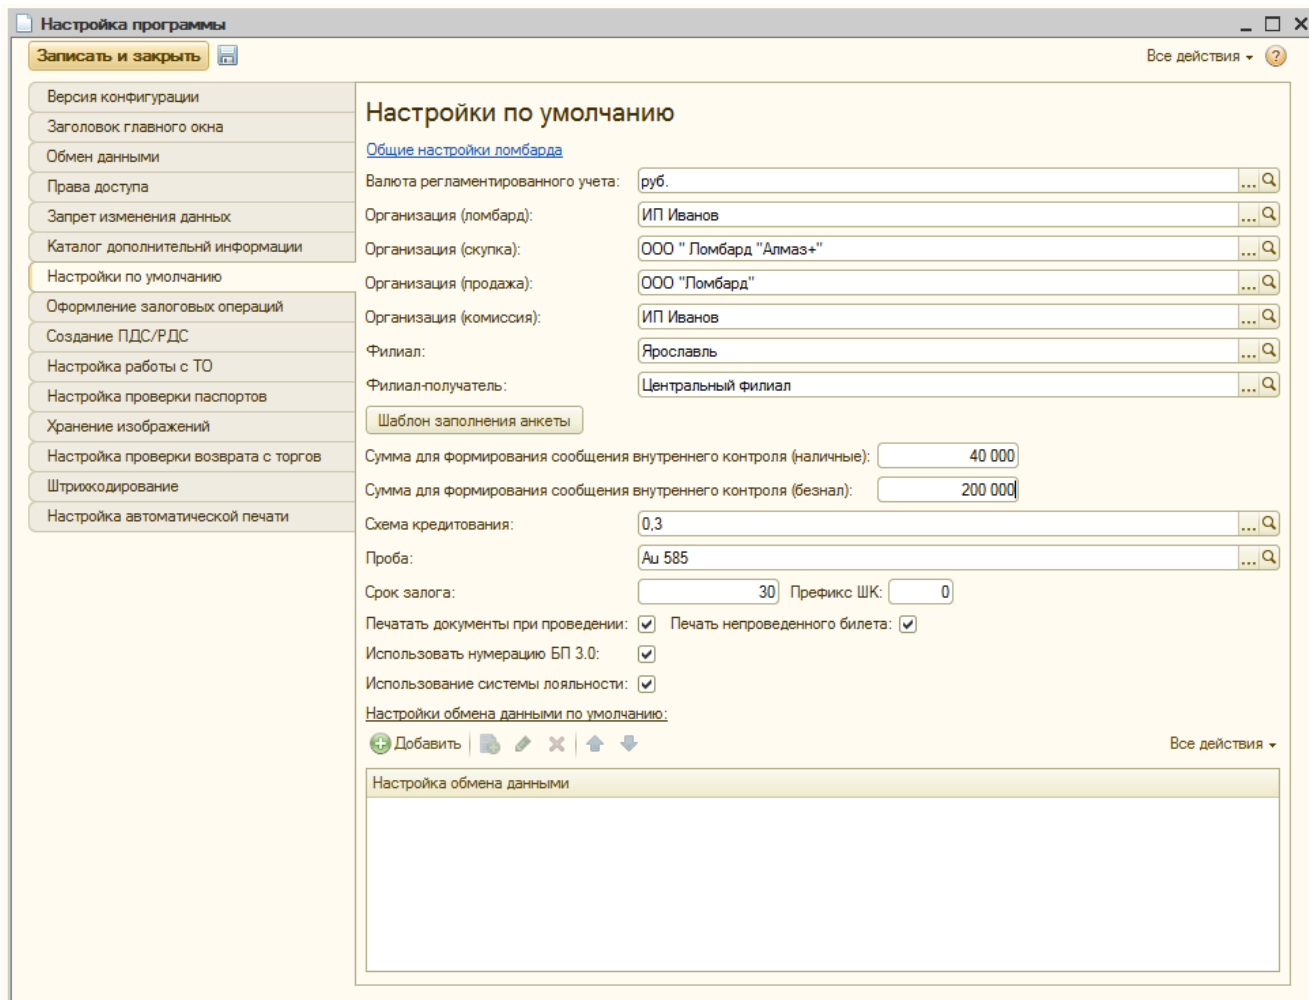 Настройка программы
Записать и закрыть
Все действия
?
Версия конфигурации
Заголовок главного окна
Обмен данными
Права доступа
Запрет изменения данных
Каталог дополнительнй информации
Настройки по умолчанию
Оформление залоговых операций
Создание ПДС/РДС
Настройка работы с ТО
Настройка проверки паспортов
Хранение изображений
Настройка проверки возврата с торгов
Штрихкодирование
Настройка автоматической печати
Настройки по умолчанию
Общие настройки ломбарда
Валюта регламентированного учета: руб. ...
Организация (ломбард): ИП Иванов ...
Организация (скупка): ООО " Ломбард "Алмаз+" ...
Организация (продажа): ООО "Ломбард" ...
Организация (комиссия): ИП Иванов ...
Филиал: Ярославль ...
Филиал-получатель: Центральный филиал ...
Шаблон заполнения анкеты
Сумма для формирования сообщения внутреннего контроля (наличные): 40 000
Сумма для формирования сообщения внутреннего контроля (безнал): 200 000
Схема кредитования: 0,3 ...
Проба: Au 585 ...
Срок залога: 30 Префикс ШК: 0
Печатать документы при проведении: Печать непроведенного билета:
Использовать нумерацию БП 3.0:
Использование системы лояльности:
Настройки обмена данными по умолчанию:
Добавить Все действия
Настройка обмена данными